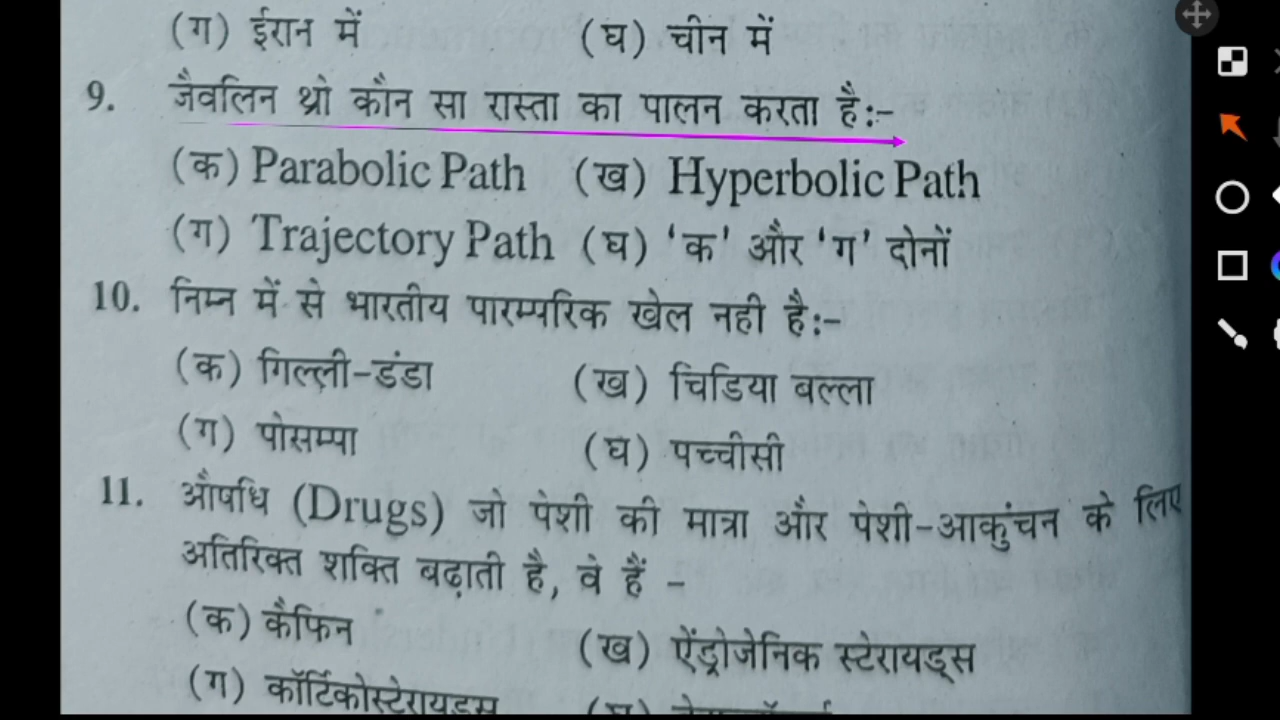 (ग) ईरान में (घ) चीन में
9. जैवलिन थ्रो कौन सा रास्ता का पालन करता है:-
(क) Parabolic Path (ख) Hyperbolic Path
(ग) Trajectory Path (घ) 'क' और 'ग' दोनों
10. निम्न में से भारतीय पारम्परिक खेल नही है:-
(क) गिल्ली-डंडा (ख) चिडिया बल्ला
(ग) पोसम्पा (घ) पच्चीसी
11. औषधि (Drugs) जो पेशी की मात्रा और पेशी-आकुंचन के लिए
अतिरिक्त शक्ति बढ़ाती है, वे हैं -
(क) कैफिन (ख) ऐंड्रोजेनिक स्टेरायड्स
(ग) कॉर्टिकोस्टेरायडस